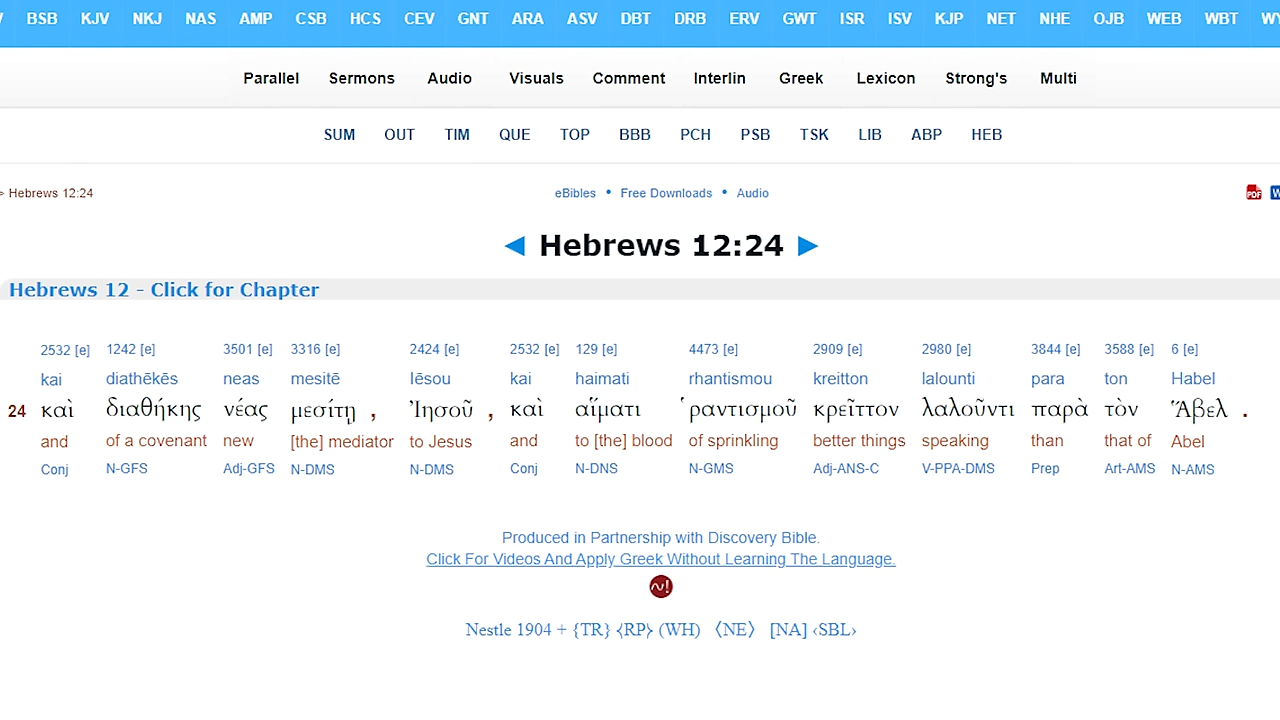 BSB KJV NKJ NAS AMP CSB HCS CEV GNT ARA ASV DBT DRB ERV GWT ISR ISV KJP NET NHE OJB WEB WBT
Parallel Sermons Audio Visuals Comment Interlin Greek Lexicon Strong's Multi
SUM OUT TIM QUE TOP BBB PCH PSB TSK LIB ABP HEB
> Hebrews 12:24 eBibles • Free Downloads • Audio PDF
◄ Hebrews 12:24 ►
Hebrews 12 - Click for Chapter
2532 [e] 1242 [e] 3501 [e] 3316 [e] 2424 [e] 2532 [e] 129 [e] 4473 [e] 2909 [e] 2980 [e] 3844 [e] 3588 [e] 6 [e]
kai diathēkēs neas mesitē Iēsou kai haimati rhantismou kreitton lalounti para ton Habel
24 καὶ διαθήκης νέας μεσίτῃ , Ἰησοῦ , καὶ αἵματι ῥαντισμοῦ κρεῖττον λαλοῦντι παρὰ τὸν Ἅβελ .
and of a covenant new [the] mediator to Jesus and to [the] blood of sprinkling better things speaking than that of Abel
Conj N-GFS Adj-GFS N-DMS N-DMS Conj N-DNS N-GMS Adj-ANS-C V-PPA-DMS Prep Art-AMS N-AMS
Produced in Partnership with Discovery Bible.
Click For Videos And Apply Greek Without Learning The Language.
Nestle 1904 + {TR} ⧼RP⧽ (WH) 〈NE〉 [NA] ‹SBL›